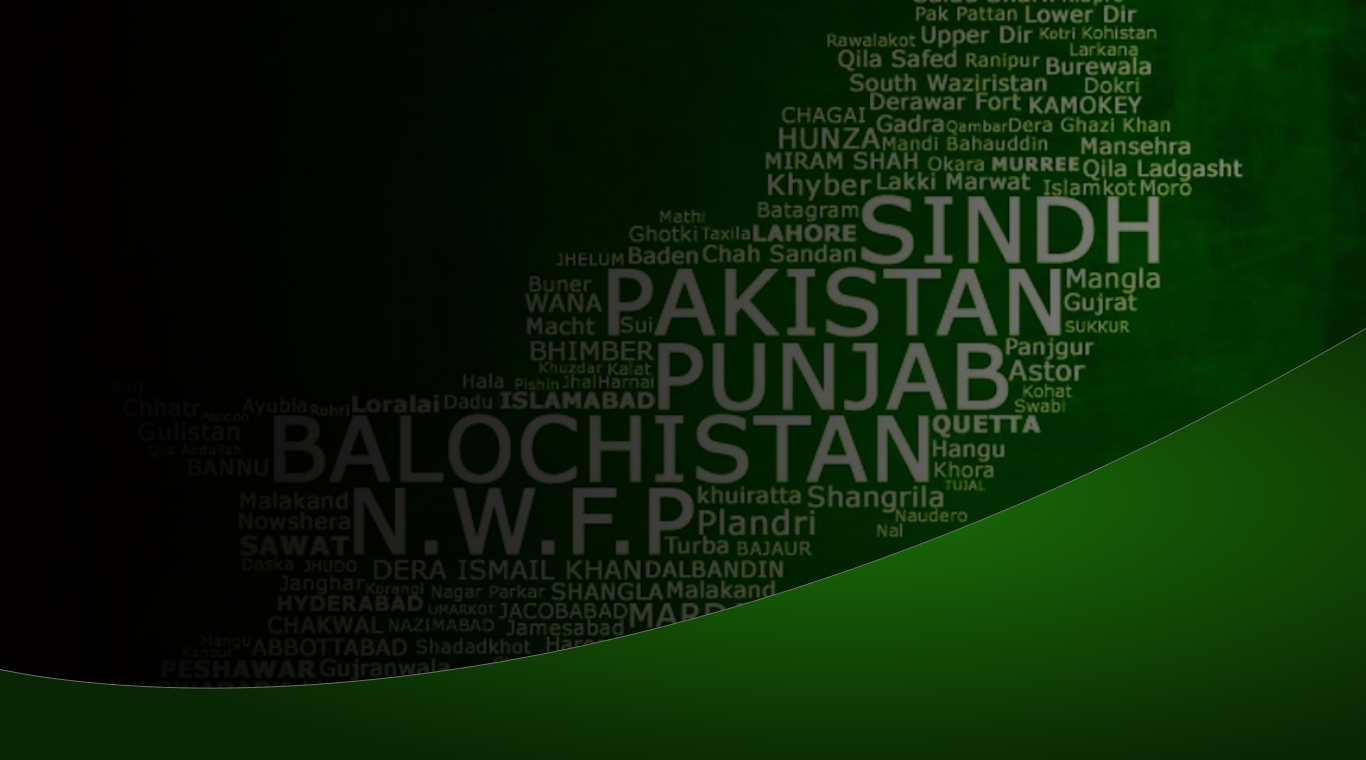 Pak Pattan Lower Dir
Rawalakot Upper Dir Kotri Kohistan
Larkana
Qila Safed Ranipur Burewala
South Waziristan Dokri
Derawar Fort KAMOKEY
CHAGAI Gadra Qambar Dera Ghazi Khan
HUNZA Mandi Bahauddin Mansehra
MIRAM SHAH Okara MURREE Qila Ladgasht
Khyber Lakki Marwat Islamkot Moro
Batagram SINDH
Mathi
Ghotki Taxila LAHORE
JHELUM Baden Chah Sandan
Buner PAKISTAN Mangla
WANA Gujrat
Macht Sui SUKKUR
BHIMBER PUNJAB Panjgur
Khuzdar Kalat Astor
Hala Pishin Jhal Harnai Kohat
Chhatr Ayubia Rohri Loralai Dadu ISLAMABAD Swabi
Gulistan BALOCHISTAN QUETTA
Qila Abdullah Hangu
BANNU Khora
TUJAL
Malakand N.W.F.P khuiratta Shangrila
Nowshera Plandri Naudero
Nal
SAWAT Turba BAJAUR
Daska JHUDO DERA ISMAIL KHAN DALBANDIN
Janghar Korangi Nagar Parkar SHANGLA Malakand
HYDERABAD UMARKOT JACOBABAD
CHAKWAL NAZIMABAD Jamesabad
Hangu ABBOTTABAD Shadadkhot
PESHAWAR Gujranwala